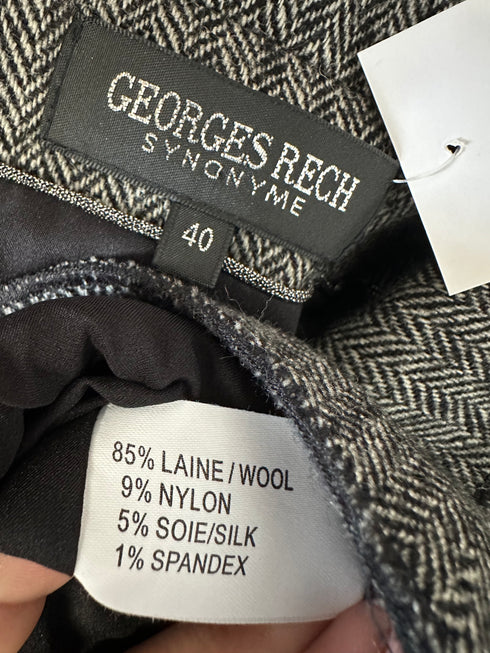 GEORGES RECH
SYNONYME
40
85% LAINE / WOOL
9% NYLON
5% SOIE/SILK
1% SPANDEX